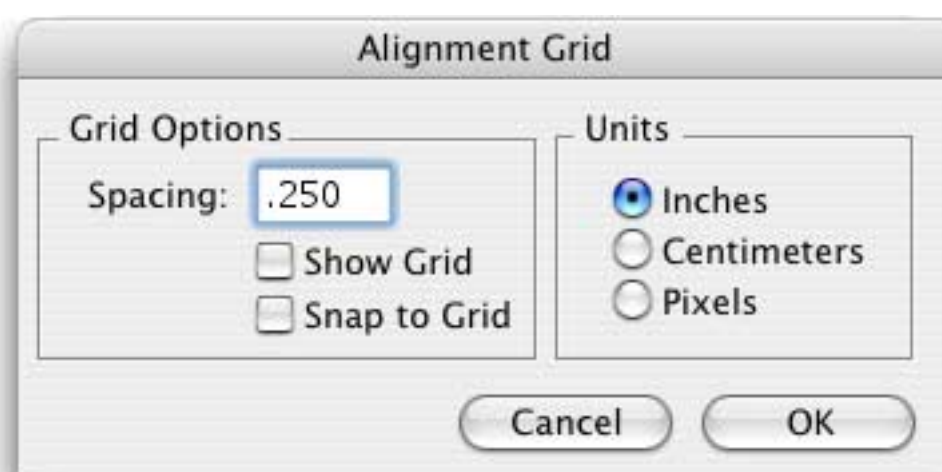 Alignment Grid
Grid Options
Spacing: .250
Show Grid
Snap to Grid
Units
Inches
Centimeters
Pixels
Cancel OK